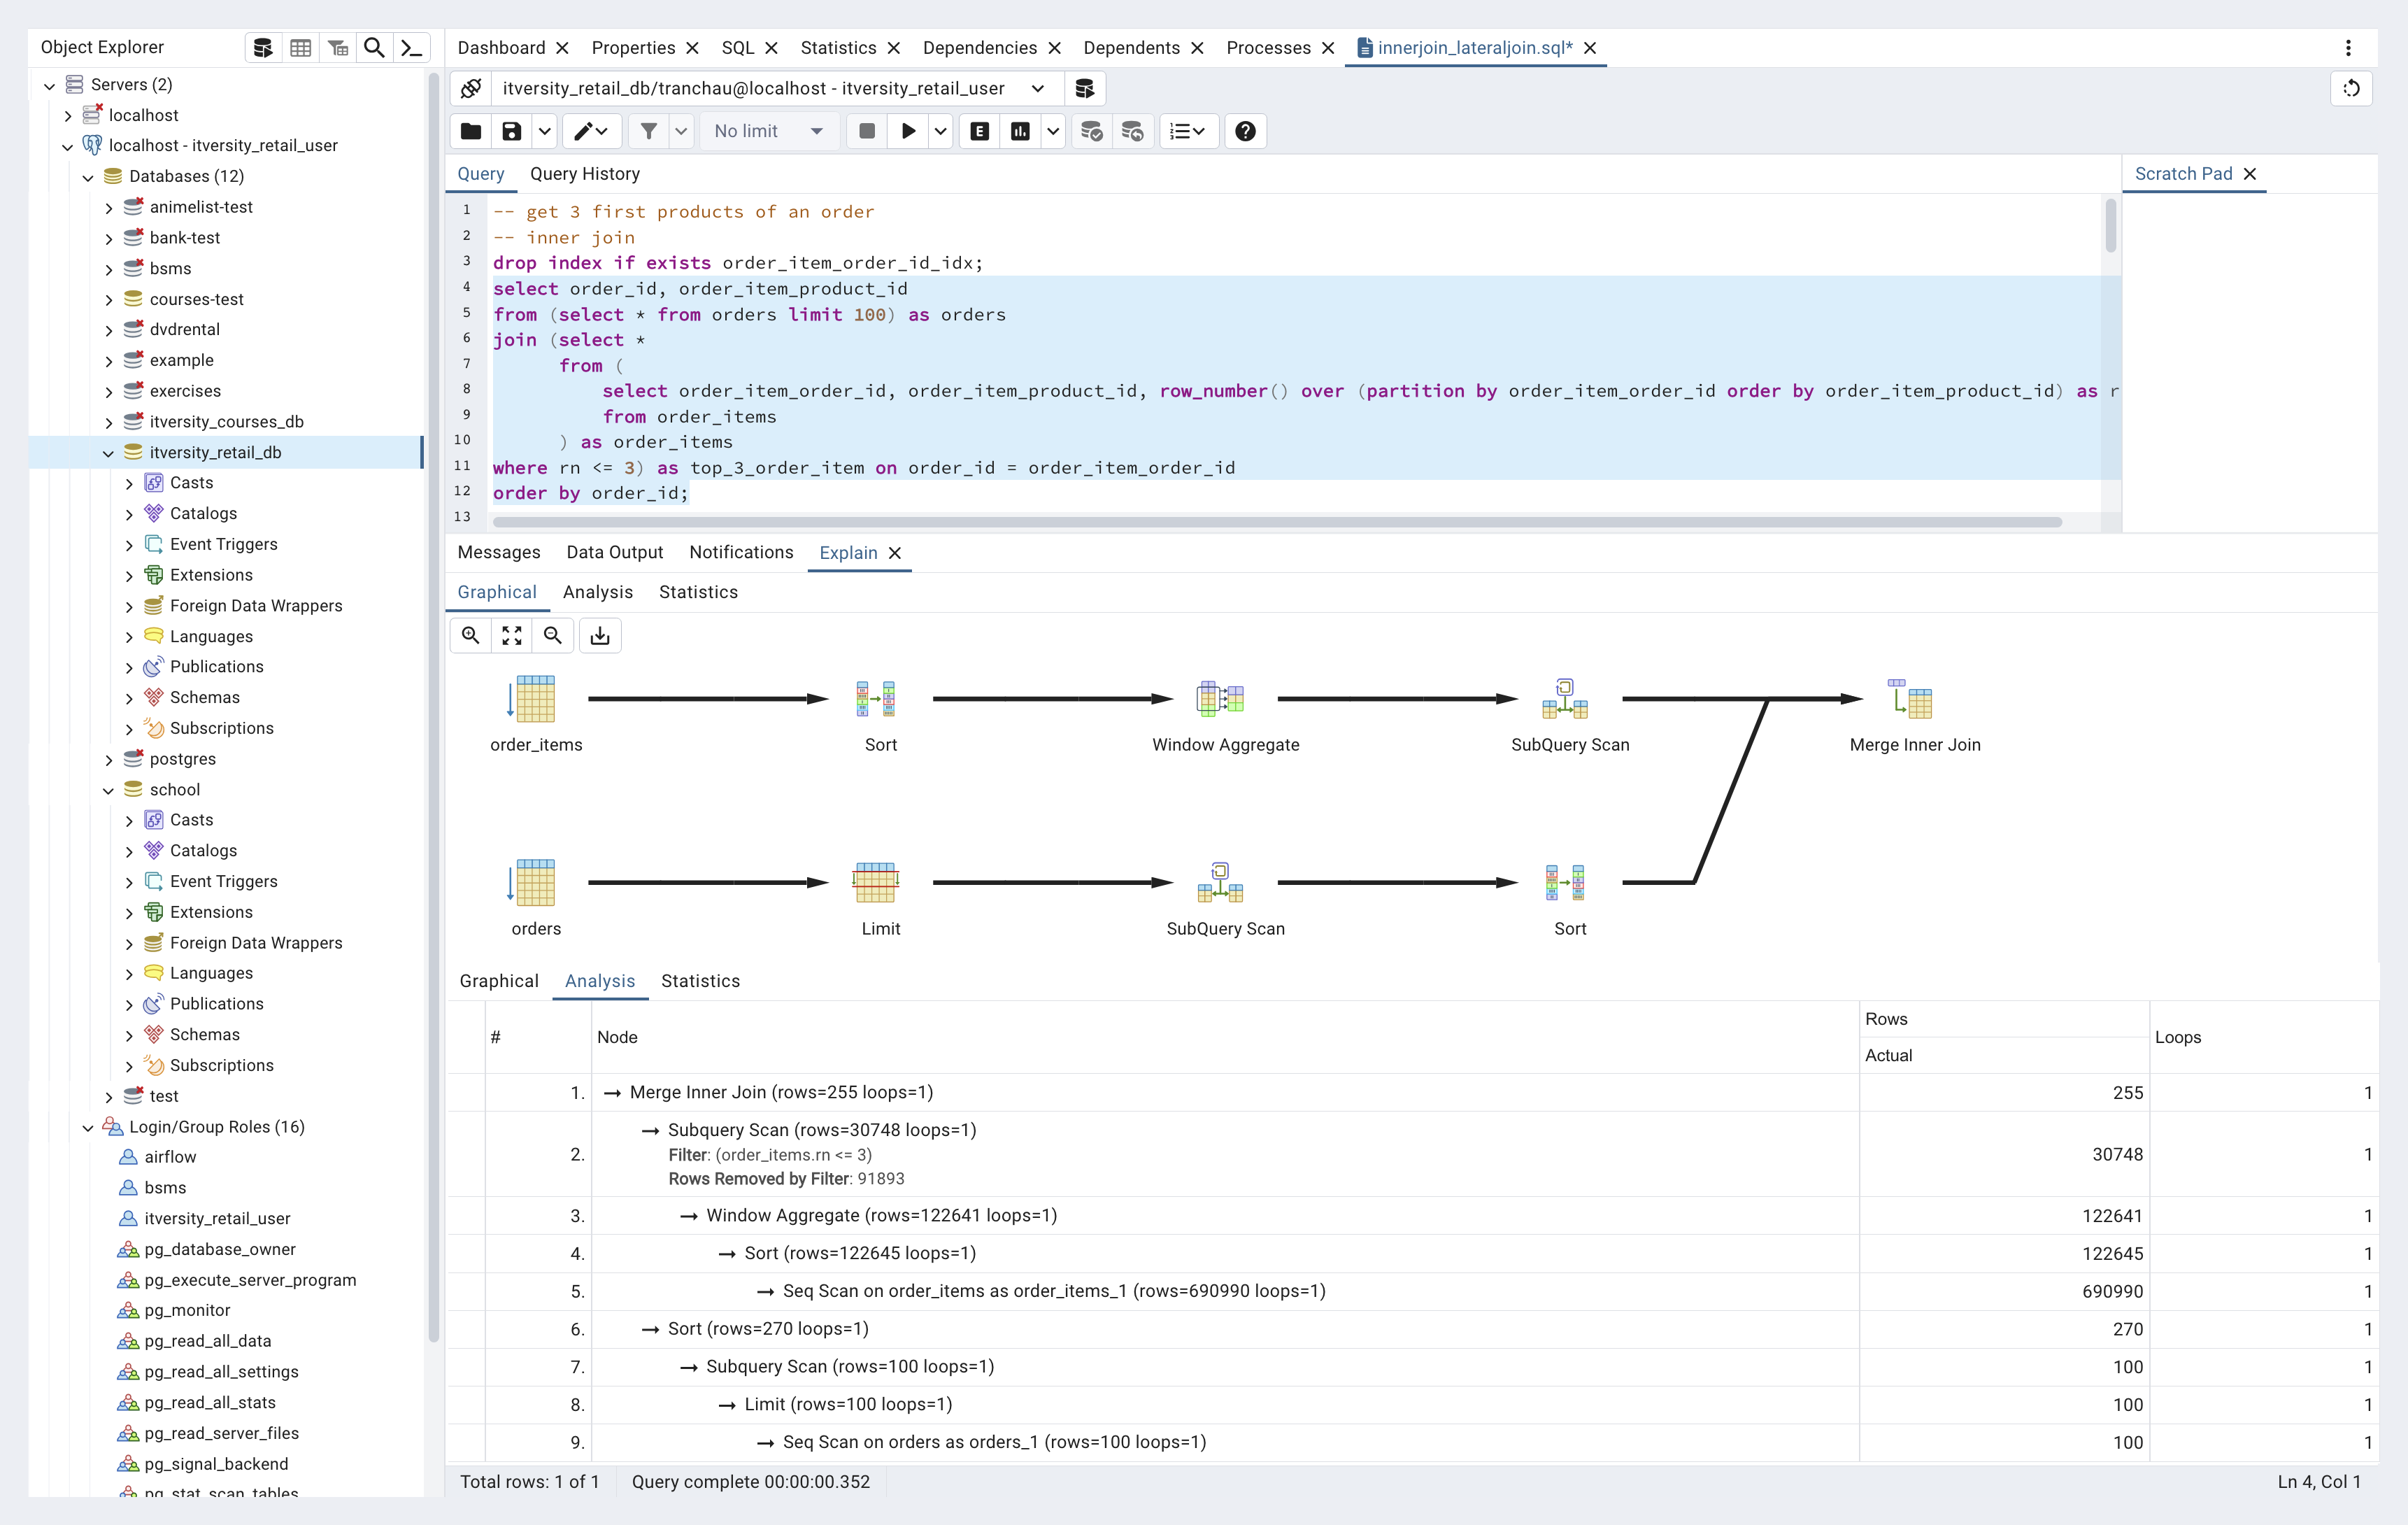 Object Explorer
Servers (2)
localhost
localhost - itversity_retail_user
Databases (12)
animelist-test
bank-test
bsms
courses-test
dvdrental
example
exercises
itversity_courses_db
itversity_retail_db
Casts
Catalogs
Event Triggers
Extensions
Foreign Data Wrappers
Languages
Publications
Schemas
Subscriptions
postgres
school
Casts
Catalogs
Event Triggers
Extensions
Foreign Data Wrappers
Languages
Publications
Schemas
Subscriptions
test
Login/Group Roles (16)
airflow
bsms
itversity_retail_user
pg_database_owner
pg_execute_server_program
pg_monitor
pg_read_all_data
pg_read_all_settings
pg_read_all_stats
pg_read_server_files
pg_signal_backend
pg_stat_scan_tables
Dashboard Properties SQL Statistics Dependencies Dependents Processes innerjoin_lateraljoin.sql*
itversity_retail_db/tranchau@localhost - itversity_retail_user
No limit E
Query Query History Scratch Pad
1 -- get 3 first products of an order
2 -- inner join
3 drop index if exists order_item_order_id_idx;
4 select order_id, order_item_product_id
5 from (select * from orders limit 100) as orders
6 join (select *
7 from (
8 select order_item_order_id, order_item_product_id, row_number() over (partition by order_item_order_id order by order_item_product_id) as r
9 from order_items
10 ) as order_items
11 where rn <= 3) as top_3_order_item on order_id = order_item_order_id
12 order by order_id;
13
Messages Data Output Notifications Explain
Graphical Analysis Statistics
order_items Sort Window Aggregate SubQuery Scan Merge Inner Join
orders Limit SubQuery Scan Sort
Graphical Analysis Statistics
# Node Rows Loops
Actual
1. → Merge Inner Join (rows=255 loops=1) 255 1
2. → Subquery Scan (rows=30748 loops=1) 30748 1
Filter: (order_items.rn <= 3)
Rows Removed by Filter: 91893
3. → Window Aggregate (rows=122641 loops=1) 122641 1
4. → Sort (rows=122645 loops=1) 122645 1
5. → Seq Scan on order_items as order_items_1 (rows=690990 loops=1) 690990 1
6. → Sort (rows=270 loops=1) 270 1
7. → Subquery Scan (rows=100 loops=1) 100 1
8. → Limit (rows=100 loops=1) 100 1
9. → Seq Scan on orders as orders_1 (rows=100 loops=1) 100 1
Total rows: 1 of 1 Query complete 00:00:00.352 Ln 4, Col 1